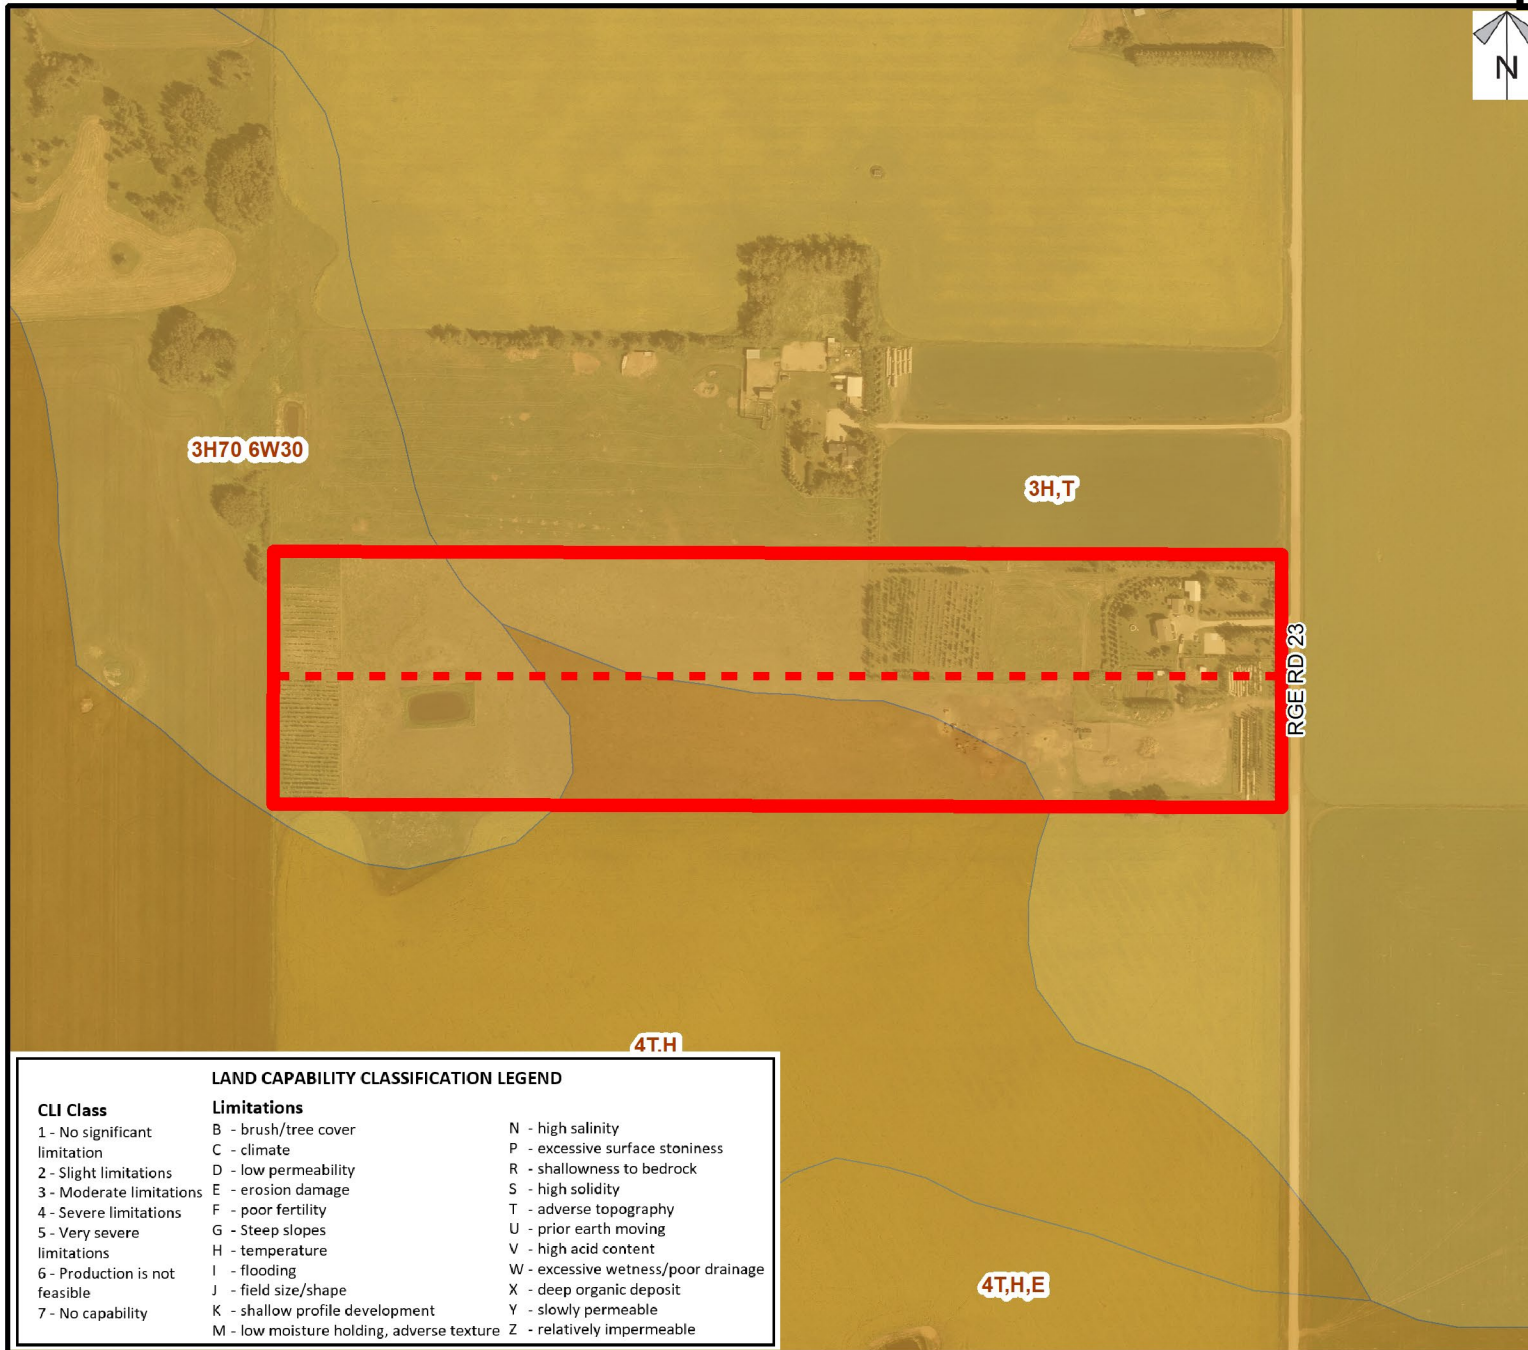 N
3H70 6W30
3H,T
RGE RD 23
4T,H
LAND CAPABILITY CLASSIFICATION LEGEND
CLI Class
1 - No significant
limitation
2 - Slight limitations
3 - Moderate limitations
4 - Severe limitations
5 - Very severe
limitations
6 - Production is not
feasible
7 - No capability
Limitations
B - brush/tree cover
C - climate
D - low permeability
E - erosion damage
F - poor fertility
G - Steep slopes
H - temperature
I - flooding
J - field size/shape
K - shallow profile development
M - low moisture holding, adverse texture
N - high salinity
P - excessive surface stoniness
R - shallowness to bedrock
S - high solidity
T - adverse topography
U - prior earth moving
V - high acid content
W - excessive wetness/poor drainage
X - deep organic deposit
Y - slowly permeable
Z - relatively impermeable
4T,H,E